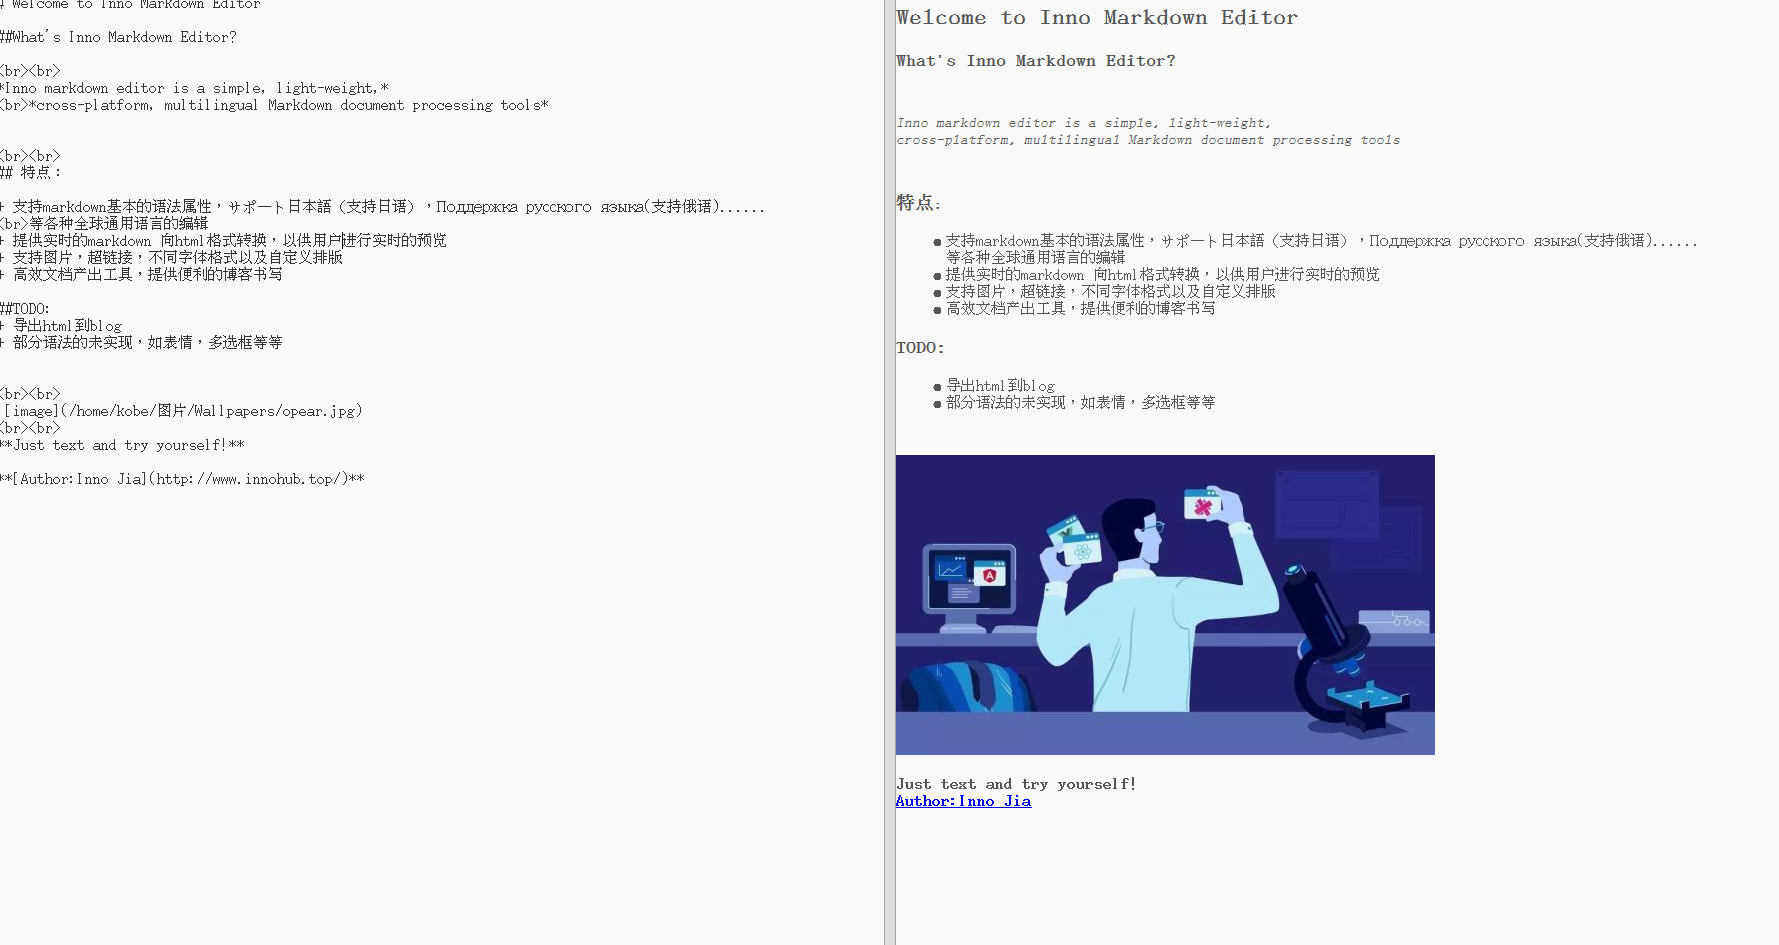 # Welcome to Inno Markdown Editor
##What's Inno Markdown Editor?
<br><br>
*Inno markdown editor is a simple, light-weight,*
<br>*cross-platform, multilingual Markdown document processing tools*
<br><br>
## 特点：
+ 支持markdown基本的语法属性，サポート日本語（支持日语），Поддержка русского языка(支持俄语)......
<br>等各种全球通用语言的编辑
+ 提供实时的markdown 向html格式转换，以供用户进行实时的预览
+ 支持图片，超链接，不同字体格式以及自定义排版
+ 高效文档产出工具，提供便利的博客书写
##TODO:
+ 导出html到blog
+ 部分语法的未实现，如表情，多选框等等
<br><br>
[image](/home/kobe/图片/Wallpapers/opear.jpg)
<br><br>
**Just text and try yourself!**
**[Author:Inno Jia](http://www.innohub.top/)**
Welcome to Inno Markdown Editor
What's Inno Markdown Editor?
Inno markdown editor is a simple, light-weight,
cross-platform, multilingual Markdown document processing tools
特点：
● 支持markdown基本的语法属性，サポート日本語（支持日语），Поддержка русского языка(支持俄语)......
等各种全球通用语言的编辑
● 提供实时的markdown 向html格式转换，以供用户进行实时的预览
● 支持图片，超链接，不同字体格式以及自定义排版
● 高效文档产出工具，提供便利的博客书写
TODO:
● 导出html到blog
● 部分语法的未实现，如表情，多选框等等
Just text and try yourself!
Author:Inno Jia